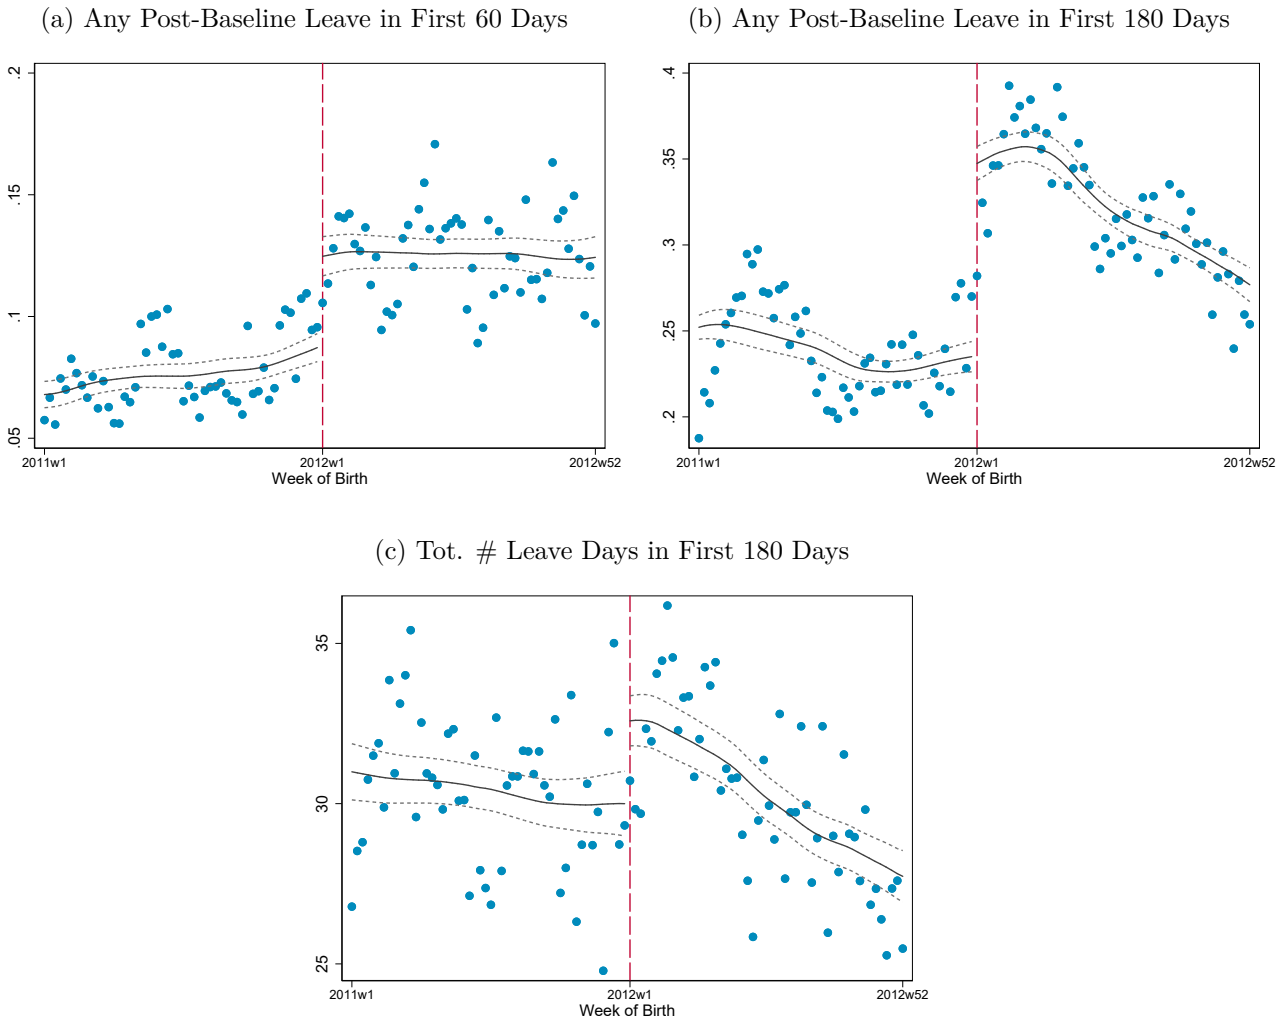 (a) Any Post-Baseline Leave in First 60 Days
.2
.15
.1
.05
2011w1 2012w1 2012w52
Week of Birth
(b) Any Post-Baseline Leave in First 180 Days
.4
.35
.3
.25
.2
2011w1 2012w1 2012w52
Week of Birth
(c) Tot. # Leave Days in First 180 Days
35
30
25
2011w1 2012w1 2012w52
Week of Birth